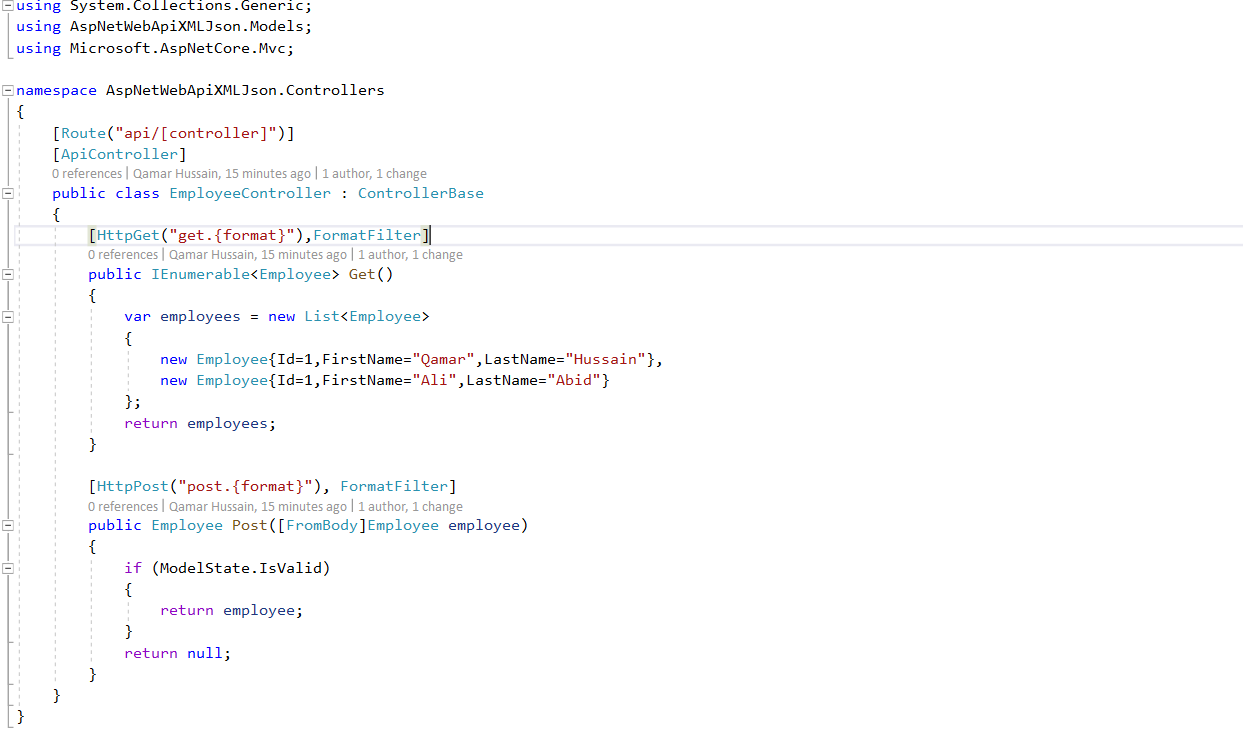 using System.Collections.Generic;
using AspNetWebApiXMLJson.Models;
using Microsoft.AspNetCore.Mvc;
namespace AspNetWebApiXMLJson.Controllers
{
[Route("api/[controller]")]
[ApiController]
0 references | Qamar Hussain, 15 minutes ago | 1 author, 1 change
public class EmployeeController : ControllerBase
{
[HttpGet("get.{format}"),FormatFilter]
0 references | Qamar Hussain, 15 minutes ago | 1 author, 1 change
public IEnumerable<Employee> Get()
{
var employees = new List<Employee>
{
new Employee{Id=1,FirstName="Qamar",LastName="Hussain"},
new Employee{Id=1,FirstName="Ali",LastName="Abid"}
};
return employees;
}
[HttpPost("post.{format}"), FormatFilter]
0 references | Qamar Hussain, 15 minutes ago | 1 author, 1 change
public Employee Post([FromBody]Employee employee)
{
if (ModelState.IsValid)
{
return employee;
}
return null;
}
}
}